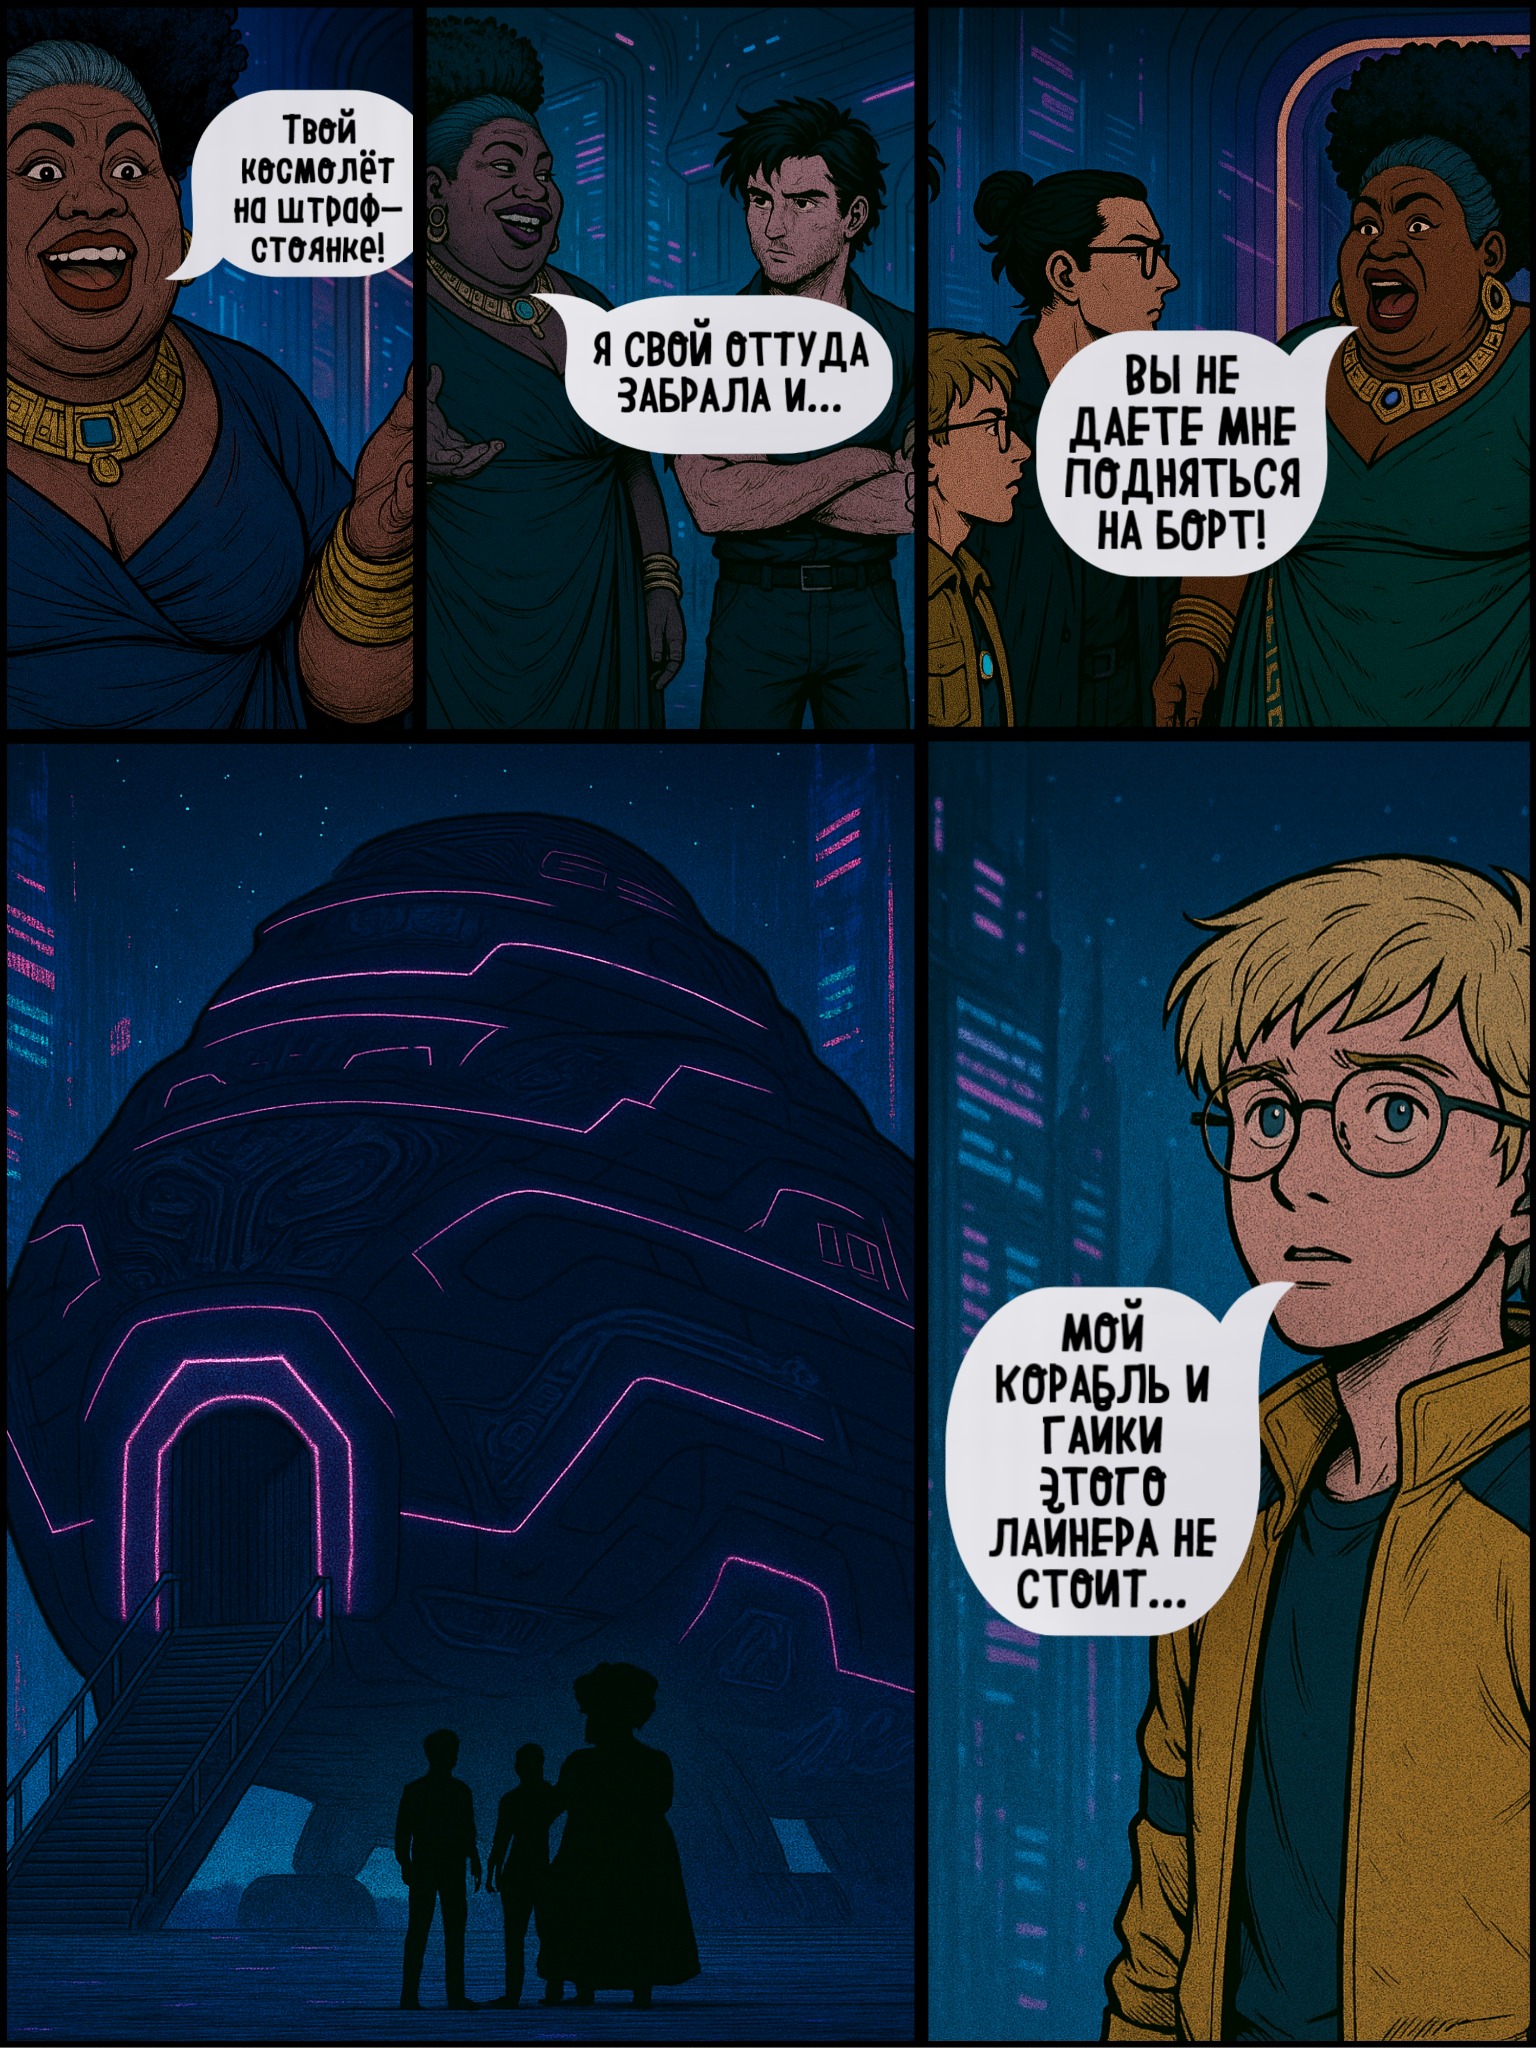 Твой
космолёт
на штраф-
стоянке!
Я СВОЙ ОТТУДА
ЗАБРАЛА И...
ВЫ НЕ
ДАЕТЕ МНЕ
ПОДНЯТЬСЯ
НА БОРТ!
МОЙ
КОРАБЛЬ И
ГАЙКИ
ЭТОГО
ЛАЙНЕРА НЕ
СТОИТ...